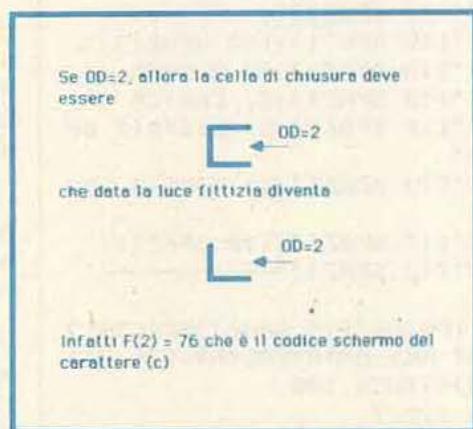 Se OD=2, allora la cella di chiusura deve
essere
OD=2
che data la luce fittizia diventa
OD=2
Infatti F(2) = 76 che è il codice schermo del
carattere (c)